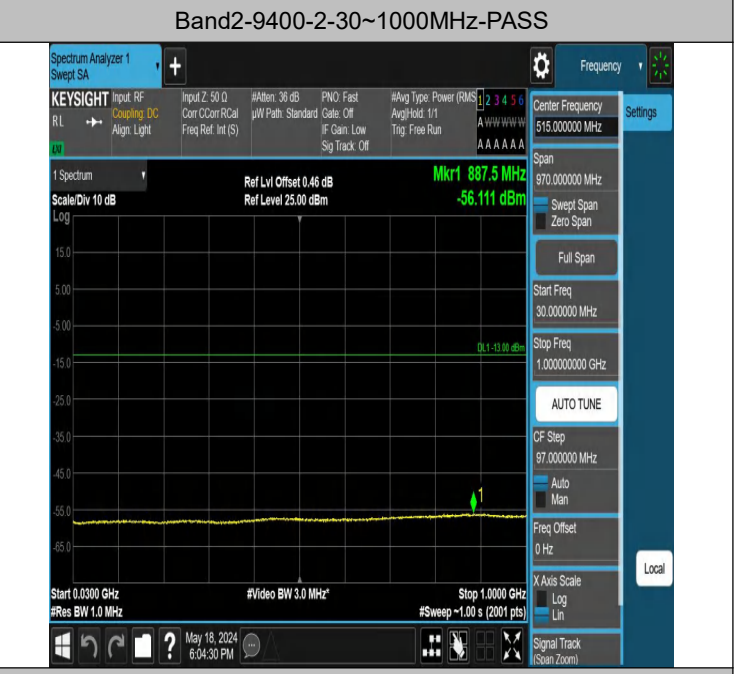 Band2-9400-2-30~1000MHz-PASS
Spectrum Analyzer 1
Swept SA
+
Frequency
KEYSIGHT
RL
LXI
Input: RF
Coupling: DC
Align: Light
Input Z: 50 Ω
Corr CCorr RCal
Freq Ref: Int (S)
#Atten: 36 dB
µW Path: Standard
PNO: Fast
Gate: Off
IF Gain: Low
Sig Track: Off
#Avg Type: Power (RMS
Avg|Hold: 1/1
Trig: Free Run
1 2 3 4 5 6
A W W W W W
A A A A A A
1 Spectrum
Scale/Div 10 dB
Log
Ref Lvl Offset 0.46 dB
Ref Level 25.00 dBm
Mkr1 887.5 MHz
-56.111 dBm
15.0
5.00
-5.00
DL1 -13.00 dBm
-15.0
-25.0
-35.0
-45.0
1
-55.0
-65.0
Start 0.0300 GHz
#Res BW 1.0 MHz
#Video BW 3.0 MHz*
Stop 1.0000 GHz
#Sweep ~1.00 s (2001 pts)
?
May 18, 2024
6:04:30 PM
Center Frequency
515.000000 MHz
Settings
Span
970.000000 MHz
Swept Span
Zero Span
Full Span
Start Freq
30.000000 MHz
Stop Freq
1.000000000 GHz
AUTO TUNE
CF Step
97.000000 MHz
Auto
Man
Freq Offset
0 Hz
Local
X Axis Scale
Log
Lin
Signal Track
(Span Zoom)